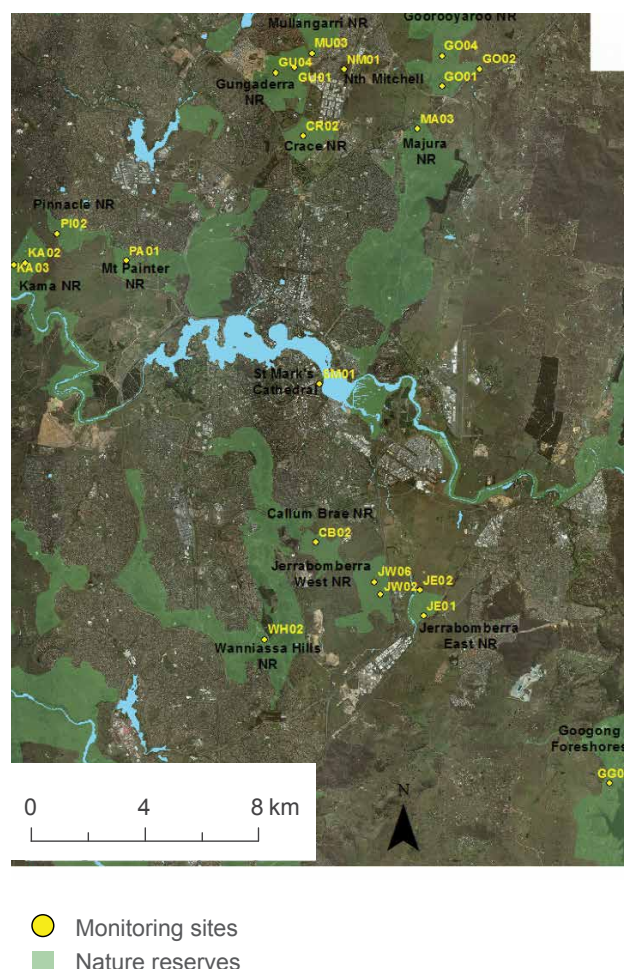 Mullangarri NR
Goorooyaroo NR
MU03
GO04
GU04
NM01
GO02
GU01
Nth Mitchell
Gungaderra
NR
GO01
CR02
MA03
Crace NR
Majura
NR
Pinnacle NR
PI02
KA02
PA01
KA03
Mt Painter
NR
Kama NR
St Mark's
Cathedral
SM01
Callum Brae NR
CB02
Jerrabomberra
West NR
JW06
JE02
JW02
JE01
Jerrabomberra
East NR
WH02
Wanniassa Hills
NR
Googong
Foreshores
N
0 4 8 km
Monitoring sites
Nature reserves